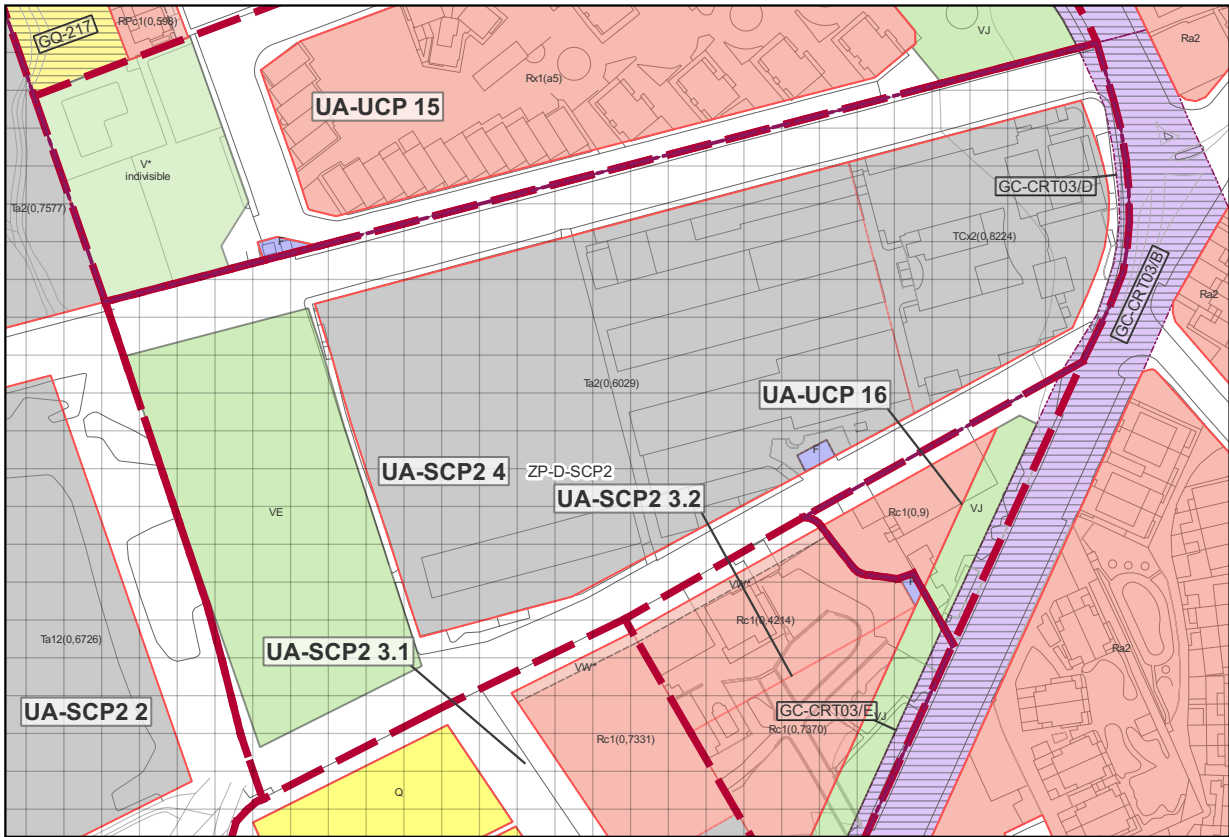 RPc1(0,598)
GQ-217
VJ
Ra2
Rx1(a5)
UA-UCP 15
V*
indivisible
GC-CRT03/D
Ta2(0,7577)
TCx2(0,8224)
F
GC-CRT03/B
Ra2
Ta2(0,6029)
UA-UCP 16
F
UA-SCP2 4
ZP-D-SCP2
UA-SCP2 3.2
VE
Rc1(0,9)
VJ
VW*
F
Rc1(0,4214)
Ta12(0,6726)
UA-SCP2 3.1
Ra2
VW*
UA-SCP2 2
GC-CRT03/E
VJ
Rc1(0,7331)
Rc1(0,7370)
Q